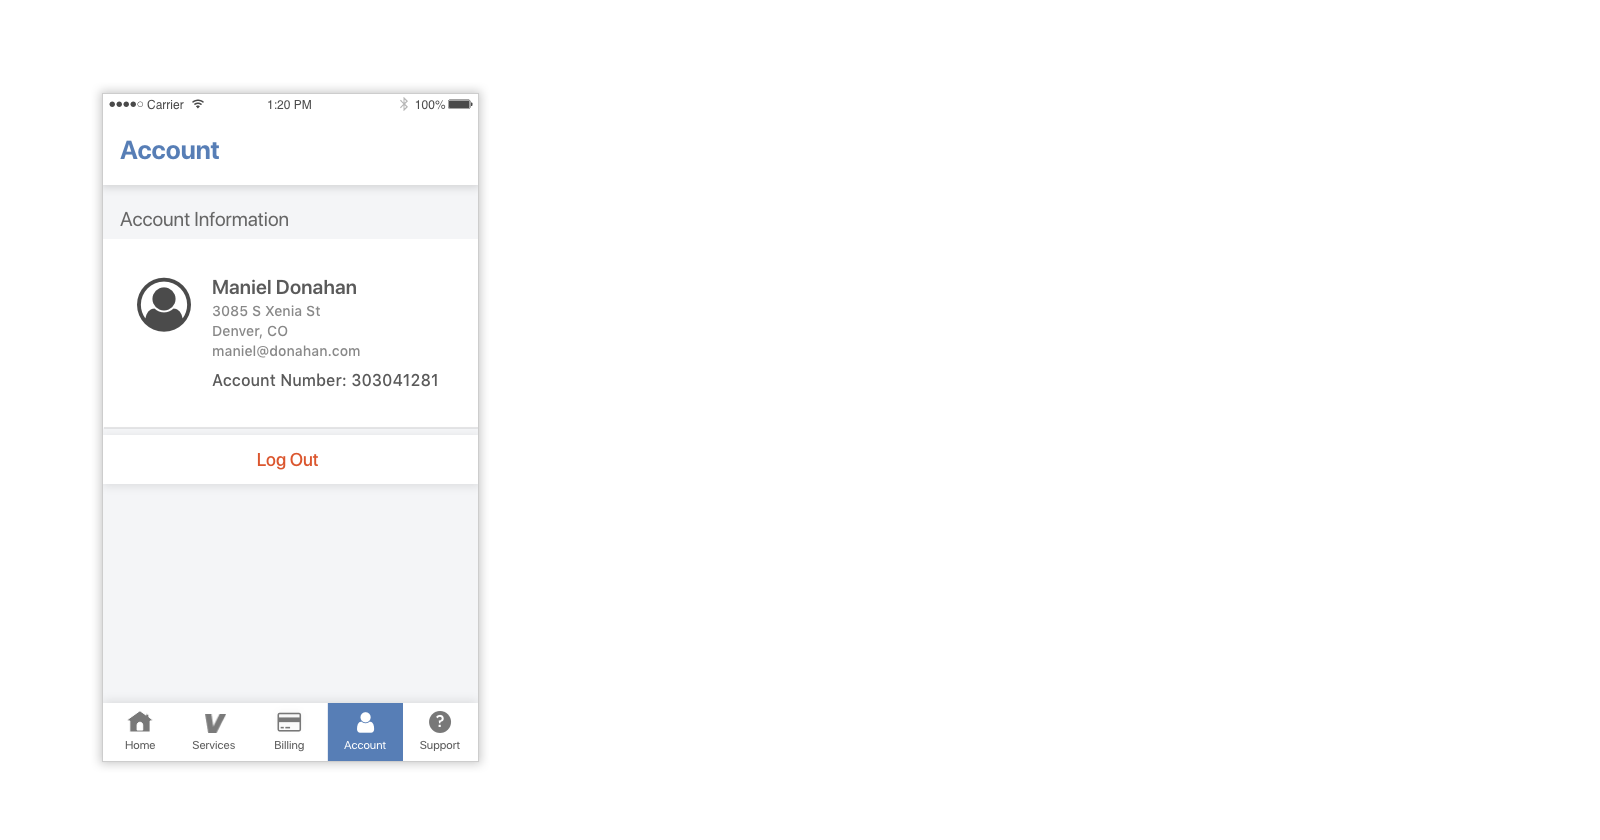 Carrier 1:20 PM 100%
Account
Account Information
Maniel Donahan
3085 S Xenia St
Denver, CO
maniel@donahan.com
Account Number: 303041281
Log Out
Home Services Billing Account Support